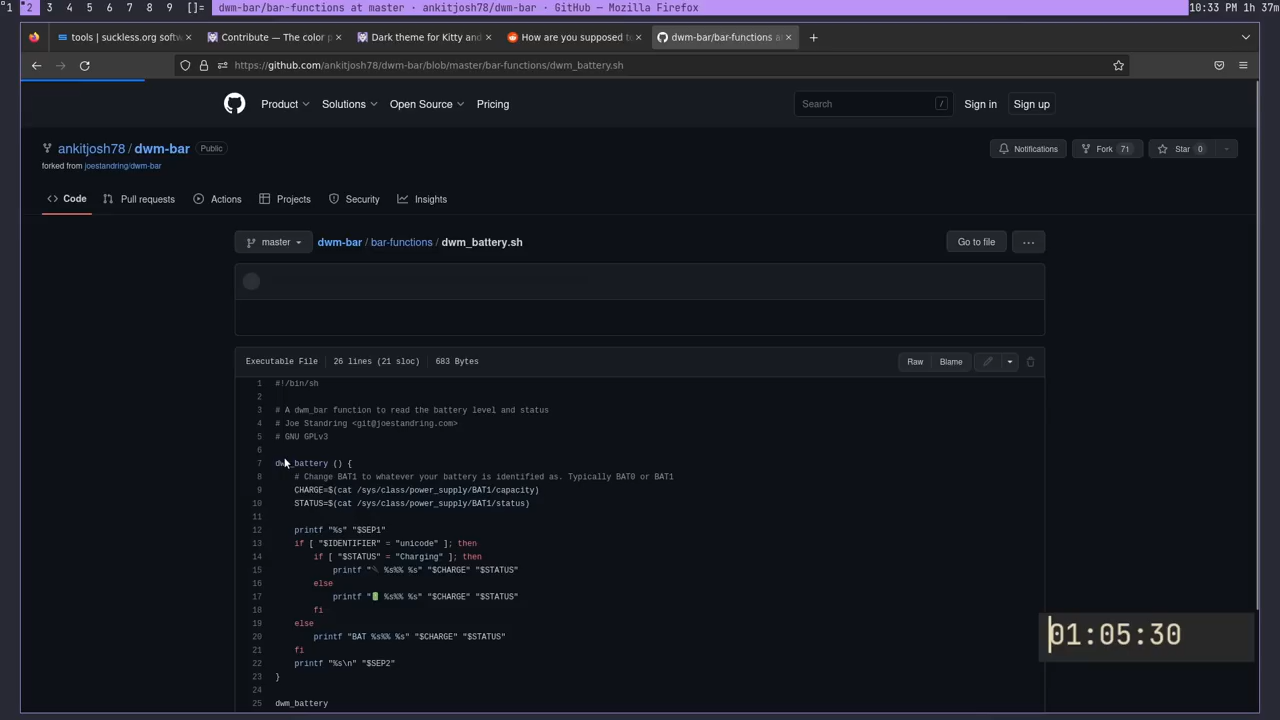 1 2 3 4 5 6 7 8 9 []= dwm-bar/bar-functions at master · ankitjosh78/dwm-bar · GitHub — Mozilla Firefox 10:33 PM 1h 37m
tools | suckless.org softw × Contribute — The color p × Dark theme for Kitty and × How are you supposed to × dwm-bar/bar-functions a × +
https://github.com/ankitjosh78/dwm-bar/blob/master/bar-functions/dwm_battery.sh
Product Solutions Open Source Pricing Search / Sign in Sign up
ankitjosh78 / dwm-bar Public Notifications Fork 71 Star 0
forked from joestandring/dwm-bar
Code Pull requests Actions Projects Security Insights
master dwm-bar / bar-functions / dwm_battery.sh Go to file ...
Executable File 26 lines (21 sloc) 683 Bytes Raw Blame
1 #!/bin/sh
2
3 # A dwm_bar function to read the battery level and status
4 # Joe Standring <git@joestandring.com>
5 # GNU GPLv3
6
7 dwm_battery () {
8 # Change BAT1 to whatever your battery is identified as. Typically BAT0 or BAT1
9 CHARGE=$(cat /sys/class/power_supply/BAT1/capacity)
10 STATUS=$(cat /sys/class/power_supply/BAT1/status)
11
12 printf "%s" "$SEP1"
13 if [ "$IDENTIFIER" = "unicode" ]; then
14 if [ "$STATUS" = "Charging" ]; then
15 printf "🔌 %s%% %s" "$CHARGE" "$STATUS"
16 else
17 printf "🔋 %s%% %s" "$CHARGE" "$STATUS"
18 fi
19 else
20 printf "BAT %s%% %s" "$CHARGE" "$STATUS"
21 fi
22 printf "%s\n" "$SEP2"
23 }
24
25 dwm_battery
01:05:30